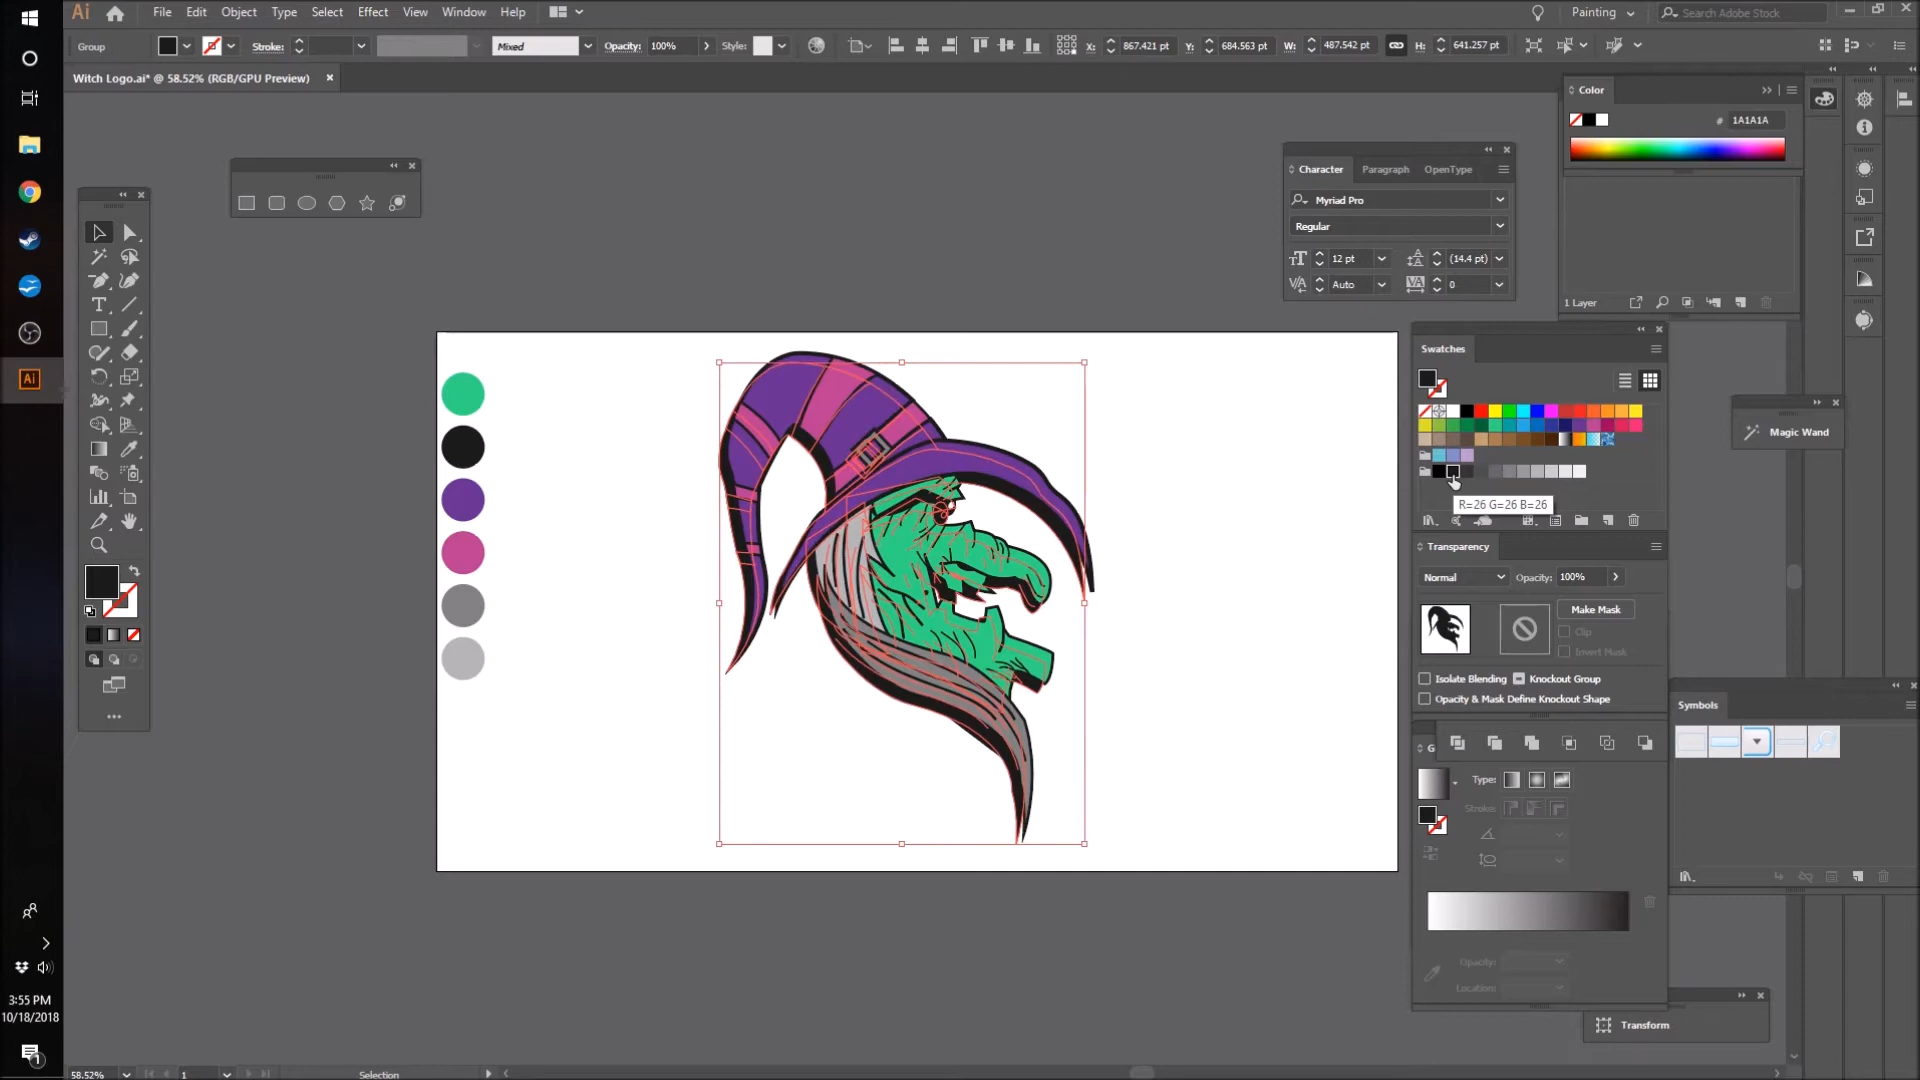 Ai File Edit Object Type Select Effect View Window Help
Painting
Search Adobe Stock
Group
Stroke:
Mixed
Opacity: 100%
Style:
X: 867.421 pt
Y: 684.563 pt
W: 487.542 pt
H: 641.257 pt
Witch Logo.ai* @ 58.52% (RGB/GPU Preview)
Color
1A1A1A
Character Paragraph OpenType
Myriad Pro
Regular
12 pt
(14.4 pt)
Auto
0
1 Layer
Swatches
R=26 G=26 B=26
Magic Wand
Transparency
Normal
Opacity: 100%
Make Mask
Clip
Invert Mask
Isolate Blending
Knockout Group
Opacity & Mask Define Knockout Shape
Symbols
G
Type:
Stroke:
Opacity:
Location:
Transform
Ai
3:55 PM
10/18/2018
1
58.52%
1
Selection